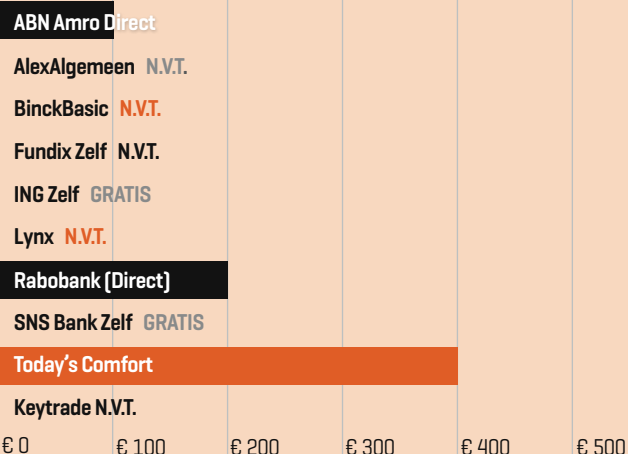 ABN Amro Direct
AlexAlgemeen N.V.T.
BinckBasic N.V.T.
Fundix Zelf N.V.T.
ING Zelf GRATIS
Lynx N.V.T.
Rabobank (Direct)
SNS Bank Zelf GRATIS
Today's Comfort
Keytrade N.V.T.
€ 0 € 100 € 200 € 300 € 400 € 500